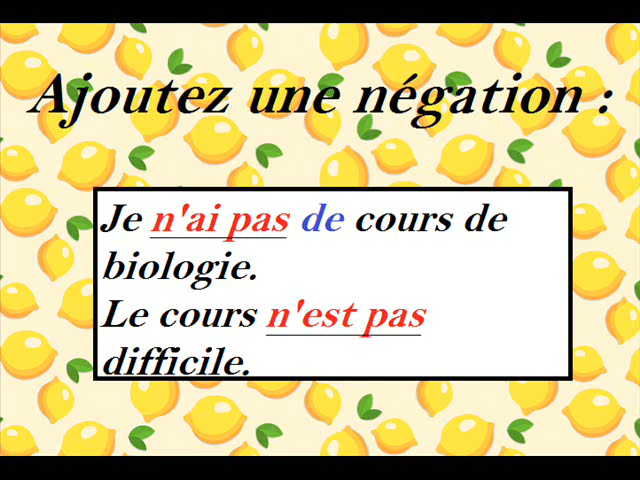 Ajoutez une négation :
Je n'ai pas de cours de
biologie.
Le cours n'est pas
difficile.